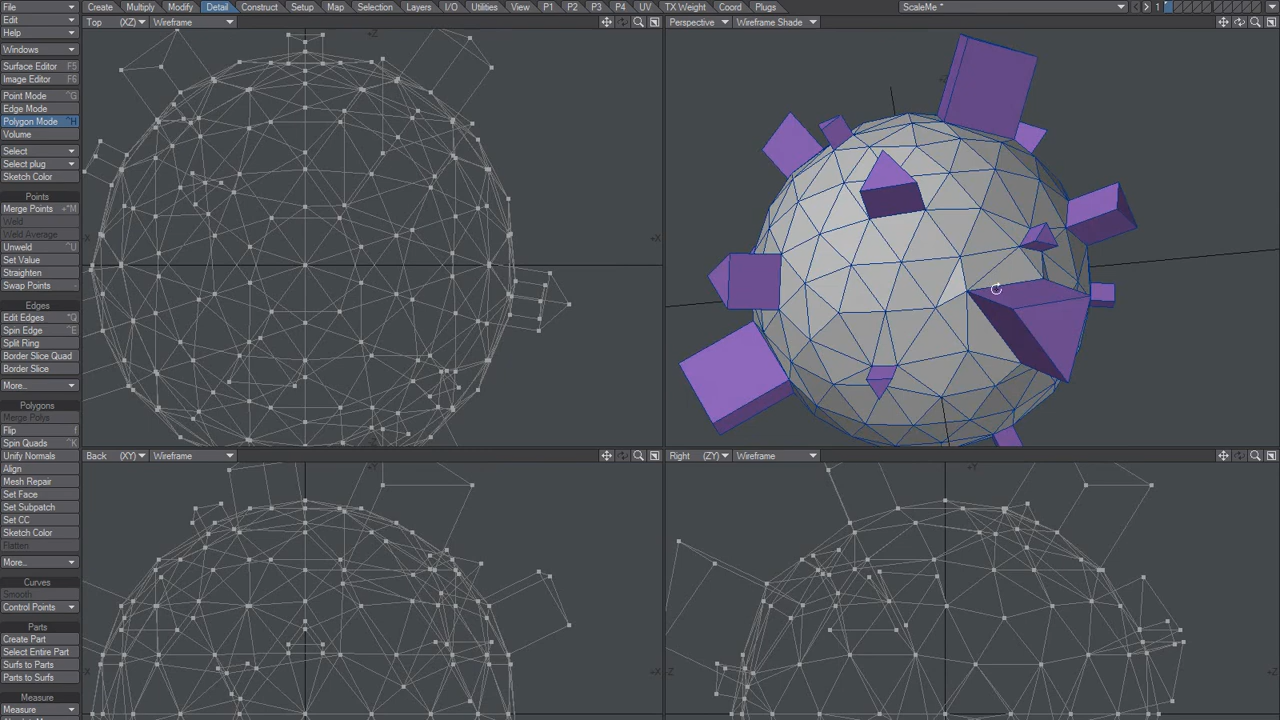 File
Create Multiply Modify Detail Construct Setup Map Selection Layers I/O Utilities View P1 P2 P3 P4 UV TX Weight Coord Plugs
ScaleMe *
1
Edit
Help
Windows
Surface Editor F5
Image Editor F6
Point Mode ^G
Edge Mode
Polygon Mode ^H
Volume
Select
Select plug
Sketch Color
Points
Merge Points
Weld
Weld Average
Unweld ^U
Set Value
Straighten
Swap Points
Edges
Edit Edges ^Q
Spin Edge ^E
Split Ring
Border Slice Quad
Border Slice
More...
Polygons
Merge Polys
Flip f
Spin Quads ^K
Unify Normals
Align
Mesh Repair
Set Face
Set Subpatch
Set CC
Sketch Color
Flatten
More...
Curves
Smooth
Control Points
Parts
Create Part
Select Entire Part
Surfs to Parts
Parts to Surfs
Measure
Measure
Top (XZ) Wireframe
+Z
-X
+X
Perspective Wireframe Shade
Back (XY) Wireframe
+Y
-X
+X
Right (ZY) Wireframe
+Y
-Z
+Z